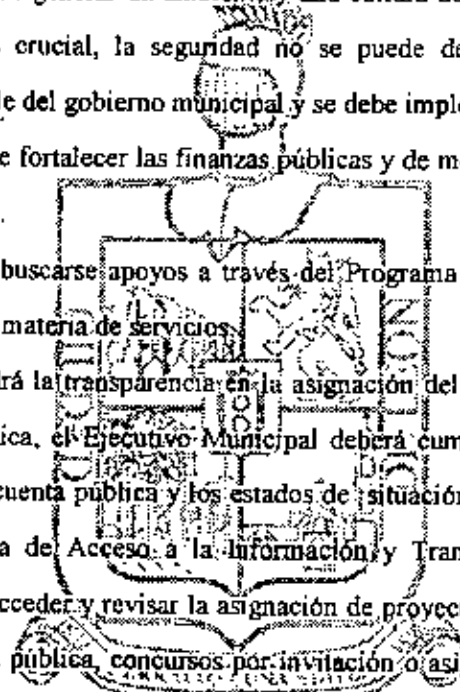 s crucial, la seguridad no se puede de
le del gobierno municipal y se debe imple
e fortalecer las finanzas públicas y de m
buscarse apoyos a través del Programa
materia de servicios.
drá la transparencia en la asignación del
ica, el Ejecutivo Municipal deberá cum
cuenta pública y los estados de situación
a de Acceso a la Información y Tran
cceder y revisar la asignación de proyec
pública, concursos por invitación o asi